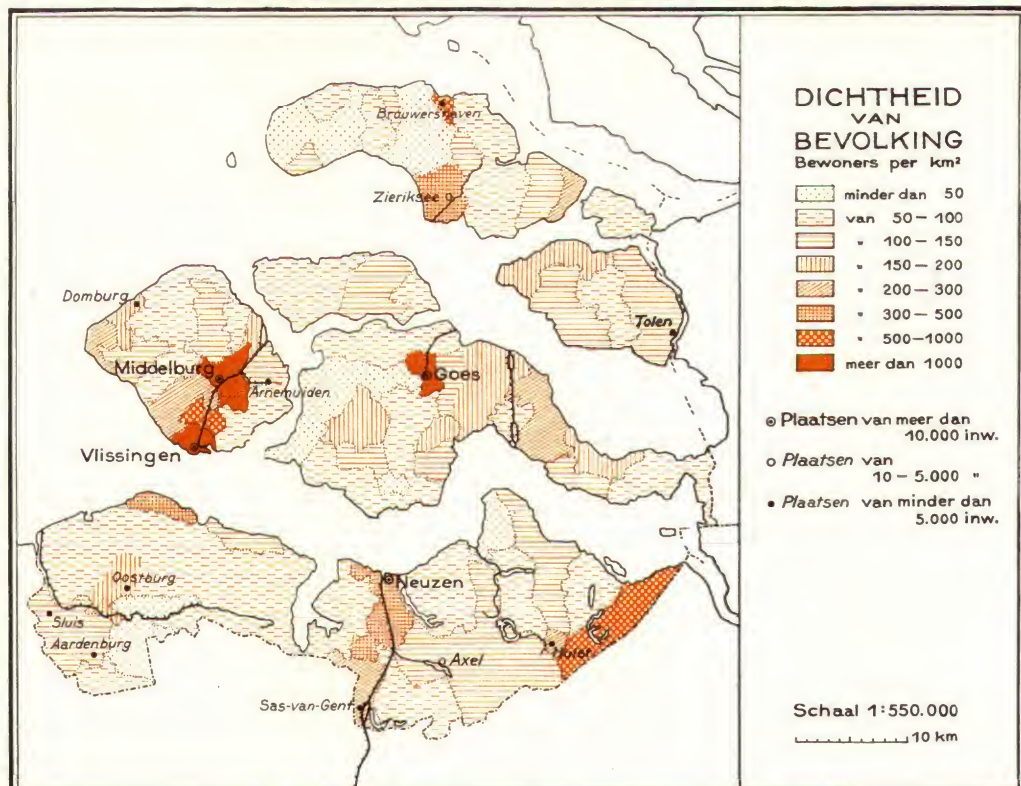 Brouwershaven
Zieriksee
Domburg
Tolen
Middelburg
Goes
Arnemuiden
Vlissingen
Neuzen
Oostburg
Sluis
Aardenburg
Axel
Hulst
Sas-van-Gent
DICHTHEID
VAN
BEVOLKING
Bewoners per km²
minder dan 50
van 50 – 100
" 100 – 150
" 150 – 200
" 200 – 300
" 300 – 500
" 500 – 1000
meer dan 1000
Plaatsen van meer dan
10.000 inw.
Plaatsen van
10 – 5.000 "
Plaatsen van minder dan
5.000 inw.
Schaal 1:550.000
10 km